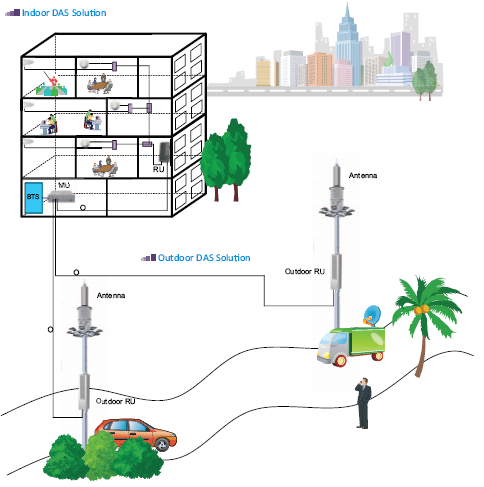 Indoor DAS Solution
RU
BTS
MU
Antenna
Outdoor DAS Solution
Outdoor RU
Antenna
Outdoor RU